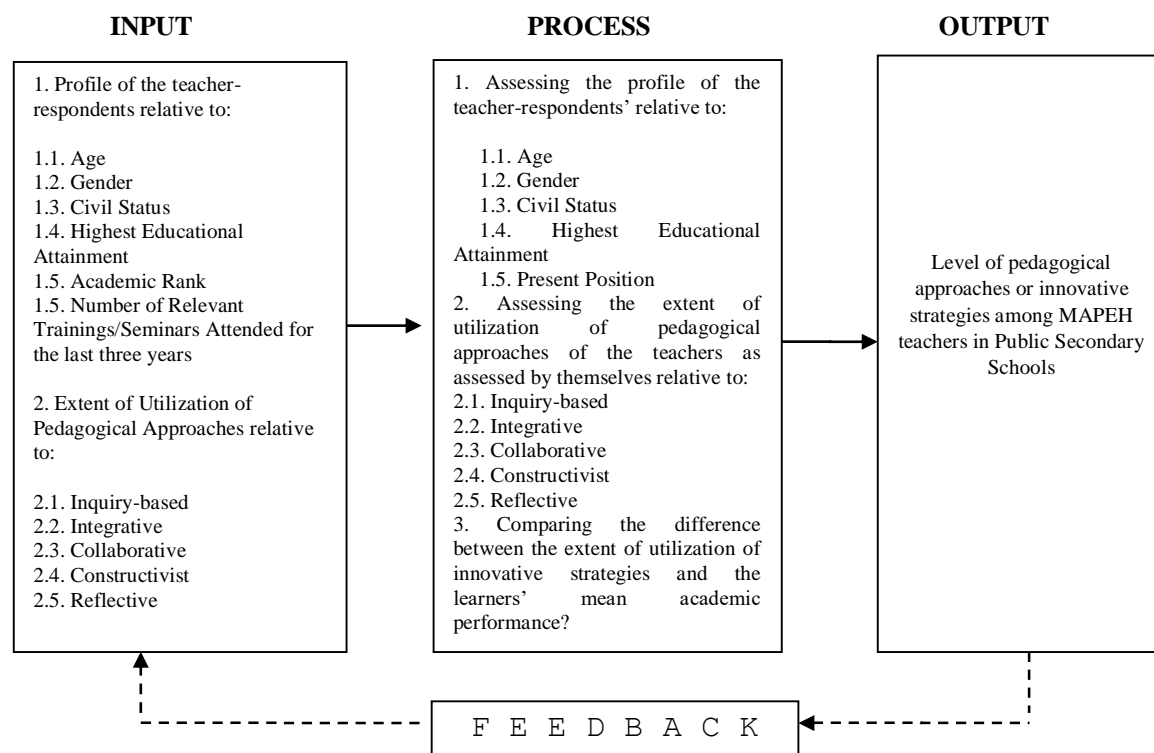 INPUT
1. Profile of the teacher-
respondents relative to:
1.1. Age
1.2. Gender
1.3. Civil Status
1.4. Highest Educational
Attainment
1.5. Academic Rank
1.5. Number of Relevant
Trainings/Seminars Attended for
the last three years
2. Extent of Utilization of
Pedagogical Approaches relative
to:
2.1. Inquiry-based
2.2. Integrative
2.3. Collaborative
2.4. Constructivist
2.5. Reflective
PROCESS
1. Assessing the profile of the
teacher-respondents’ relative to:
1.1. Age
1.2. Gender
1.3. Civil Status
1.4. Highest Educational
Attainment
1.5. Present Position
2. Assessing the extent of
utilization of pedagogical
approaches of the teachers as
assessed by themselves relative to:
2.1. Inquiry-based
2.2. Integrative
2.3. Collaborative
2.4. Constructivist
2.5. Reflective
3. Comparing the difference
between the extent of utilization of
innovative strategies and the
learners’ mean academic
performance?
OUTPUT
Level of pedagogical
approaches or innovative
strategies among MAPEH
teachers in Public Secondary
Schools
F E E D B A C K